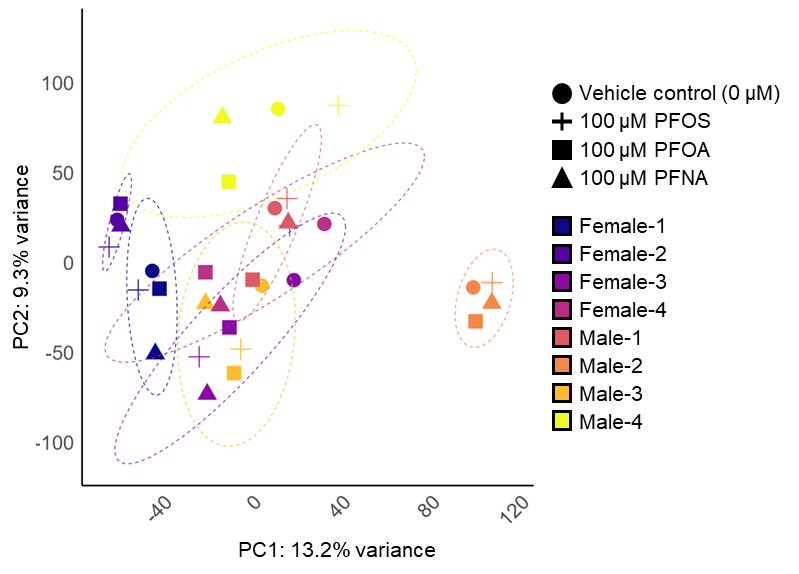 100
50
0
-50
-100
PC2: 9.3% variance
-40
0
40
80
120
PC1: 13.2% variance
Vehicle control (0 µM)
100 µM PFOS
100 µM PFOA
100 µM PFNA
Female-1
Female-2
Female-3
Female-4
Male-1
Male-2
Male-3
Male-4